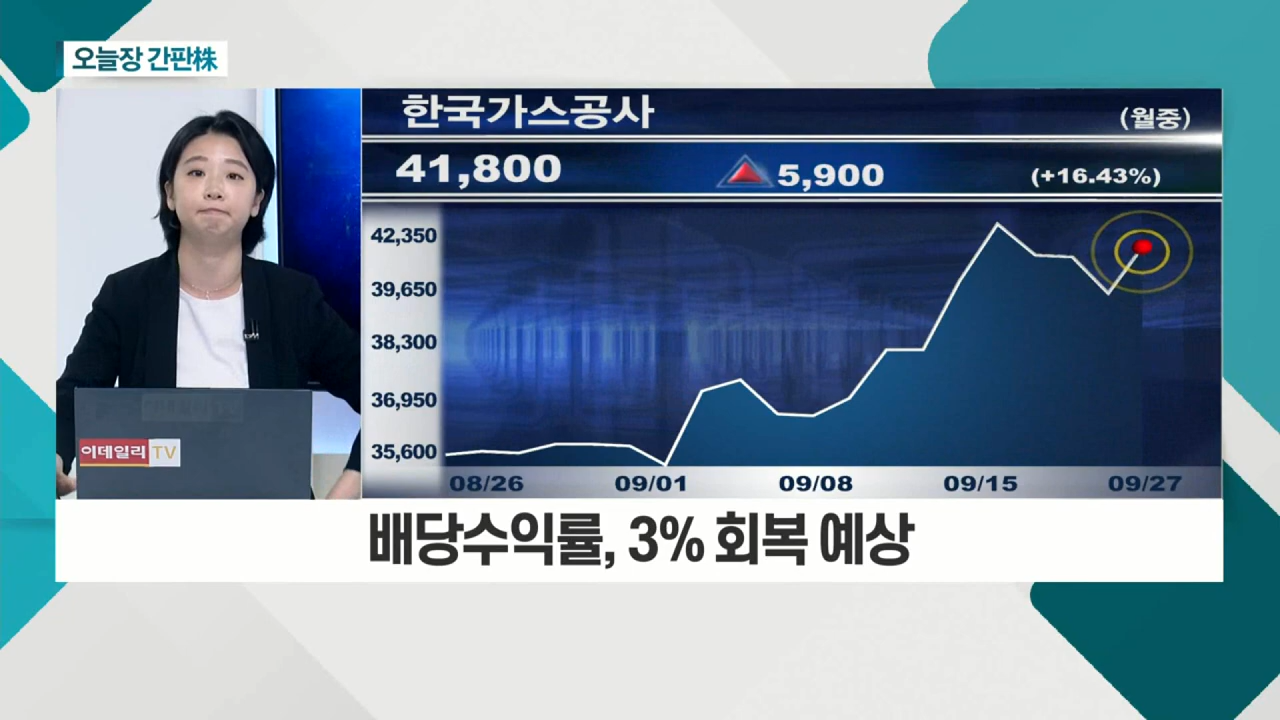 오늘장 간판株
한국가스공사
(월중)
41,800 ▲ 5,900 (+16.43%)
42,350
39,650
38,300
36,950
35,600
08/26 09/01 09/08 09/15 09/27
이데일리TV
배당수익률, 3% 회복 예상